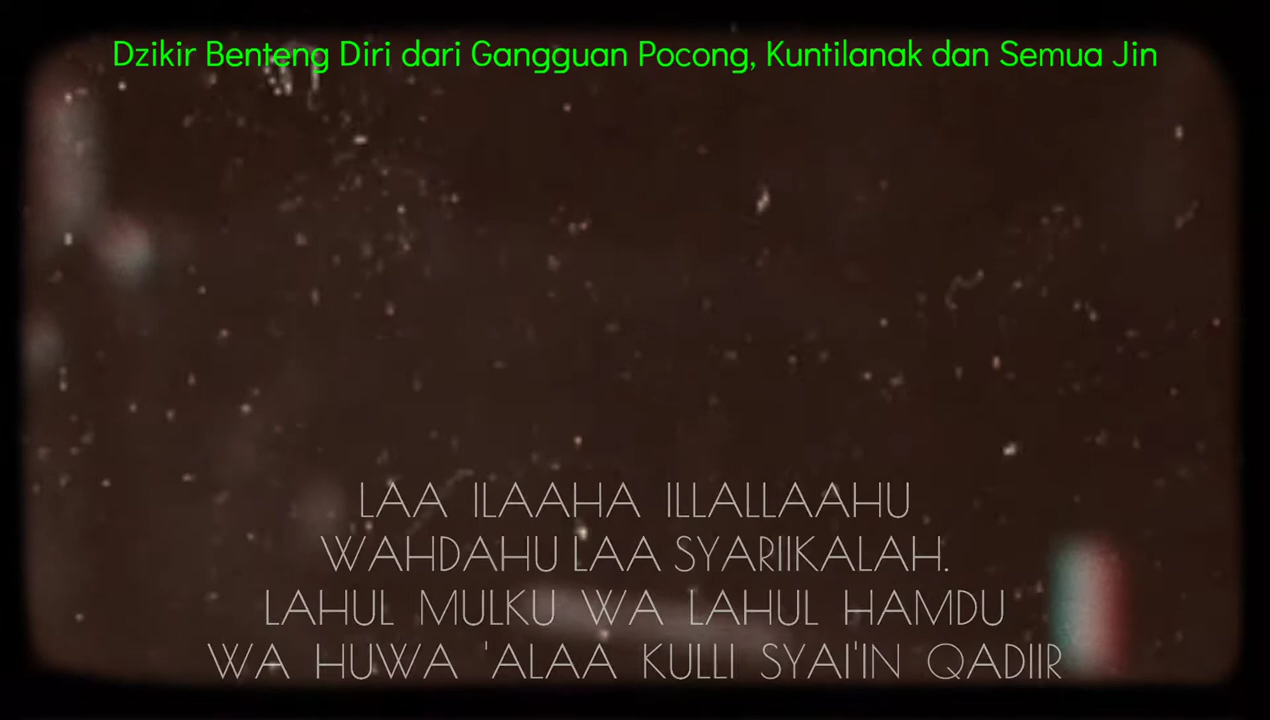 Dzikir Benteng Diri dari Gangguan Pocong, Kuntilanak dan Semua Jin
LAA ILAAHA ILLALLAAHU
WAHDAHU LAA SYARIIKALAH.
LAHUL MULKU WA LAHUL HAMDU
WA HUWA 'ALAA KULLI SYAI'IN QADIIR